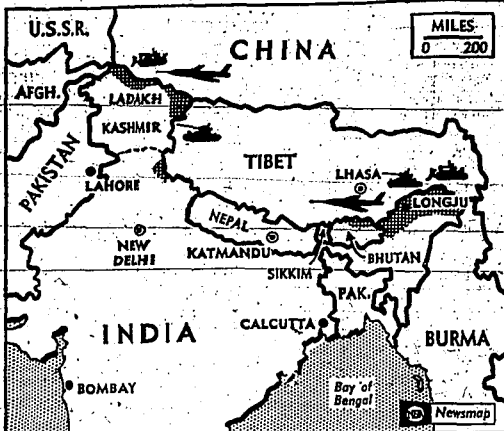 U.S.S.R.
CHINA
MILES
0 200
AFGH.
LADAKH
KASHMIR
PAKISTAN
LAHORE
TIBET
LHASA
LONGJU
NEPAL
NEW
DELHI
KATMANDU
SIKKIM
BHUTAN
PAK.
INDIA
CALCUTTA
BURMA
BOMBAY
Bay of
Bengal
NEA Newsmap